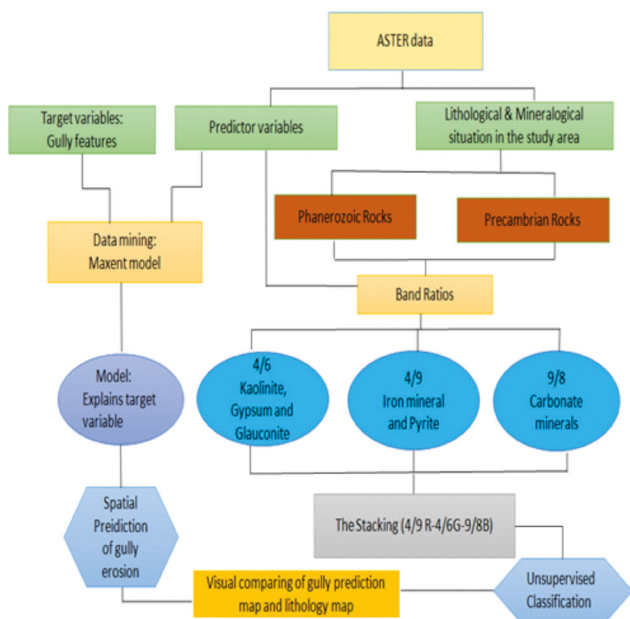 ASTER data
Target variables:
Gully features
Predictor variables
Lithological & Mineralogical
situation in the study area
Phanerozoic Rocks
Precambrian Rocks
Data mining:
Maxent model
Band Ratios
Model:
Explains target
variable
4/6
Kaolinite,
Gypsum and
Glauconite
4/9
Iron mineral
and Pyrite
9/8
Carbonate
minerals
Spatial
Preidiction
of gully
erosion
The Stacking (4/9 R-4/6G-9/8B)
Visual comparing of gully prediction
map and lithology map
Unsupervised
Classification